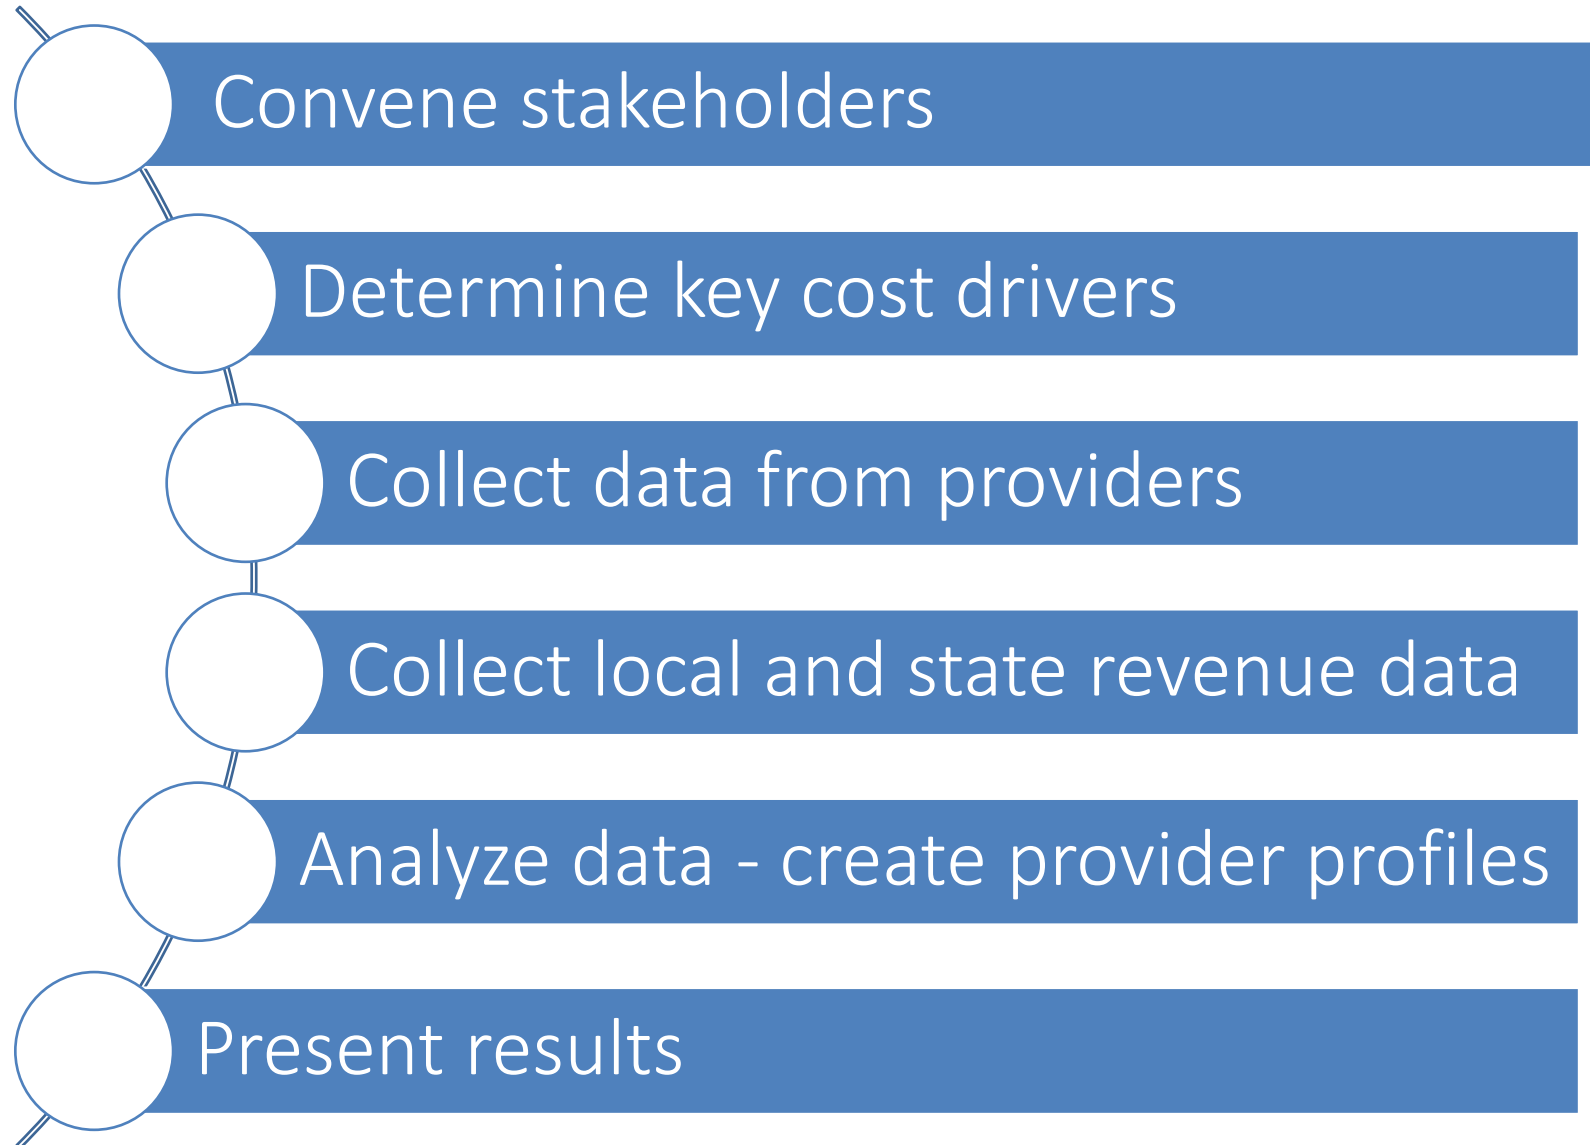 Convene stakeholders
Determine key cost drivers
Collect data from providers
Collect local and state revenue data
Analyze data - create provider profiles
Present results